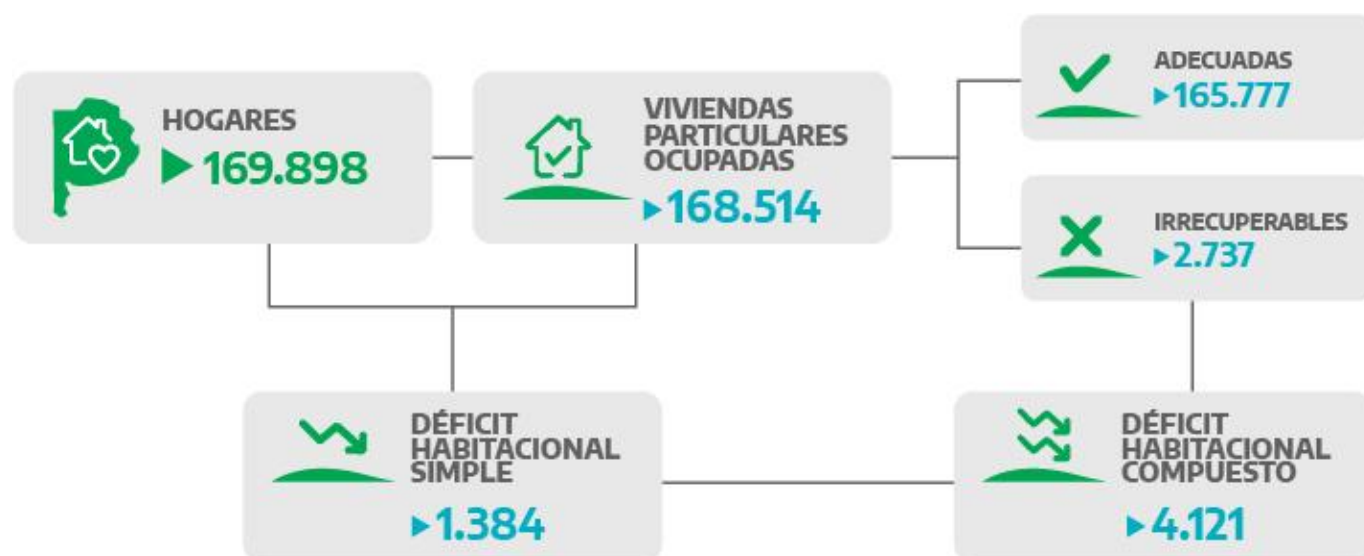 HOGARES
169.898
VIVIENDAS
PARTICULARES
OCUPADAS
168.514
ADECUADAS
165.777
IRRECUPERABLES
2.737
DÉFICIT
HABITACIONAL
SIMPLE
1.384
DÉFICIT
HABITACIONAL
COMPUESTO
4.121